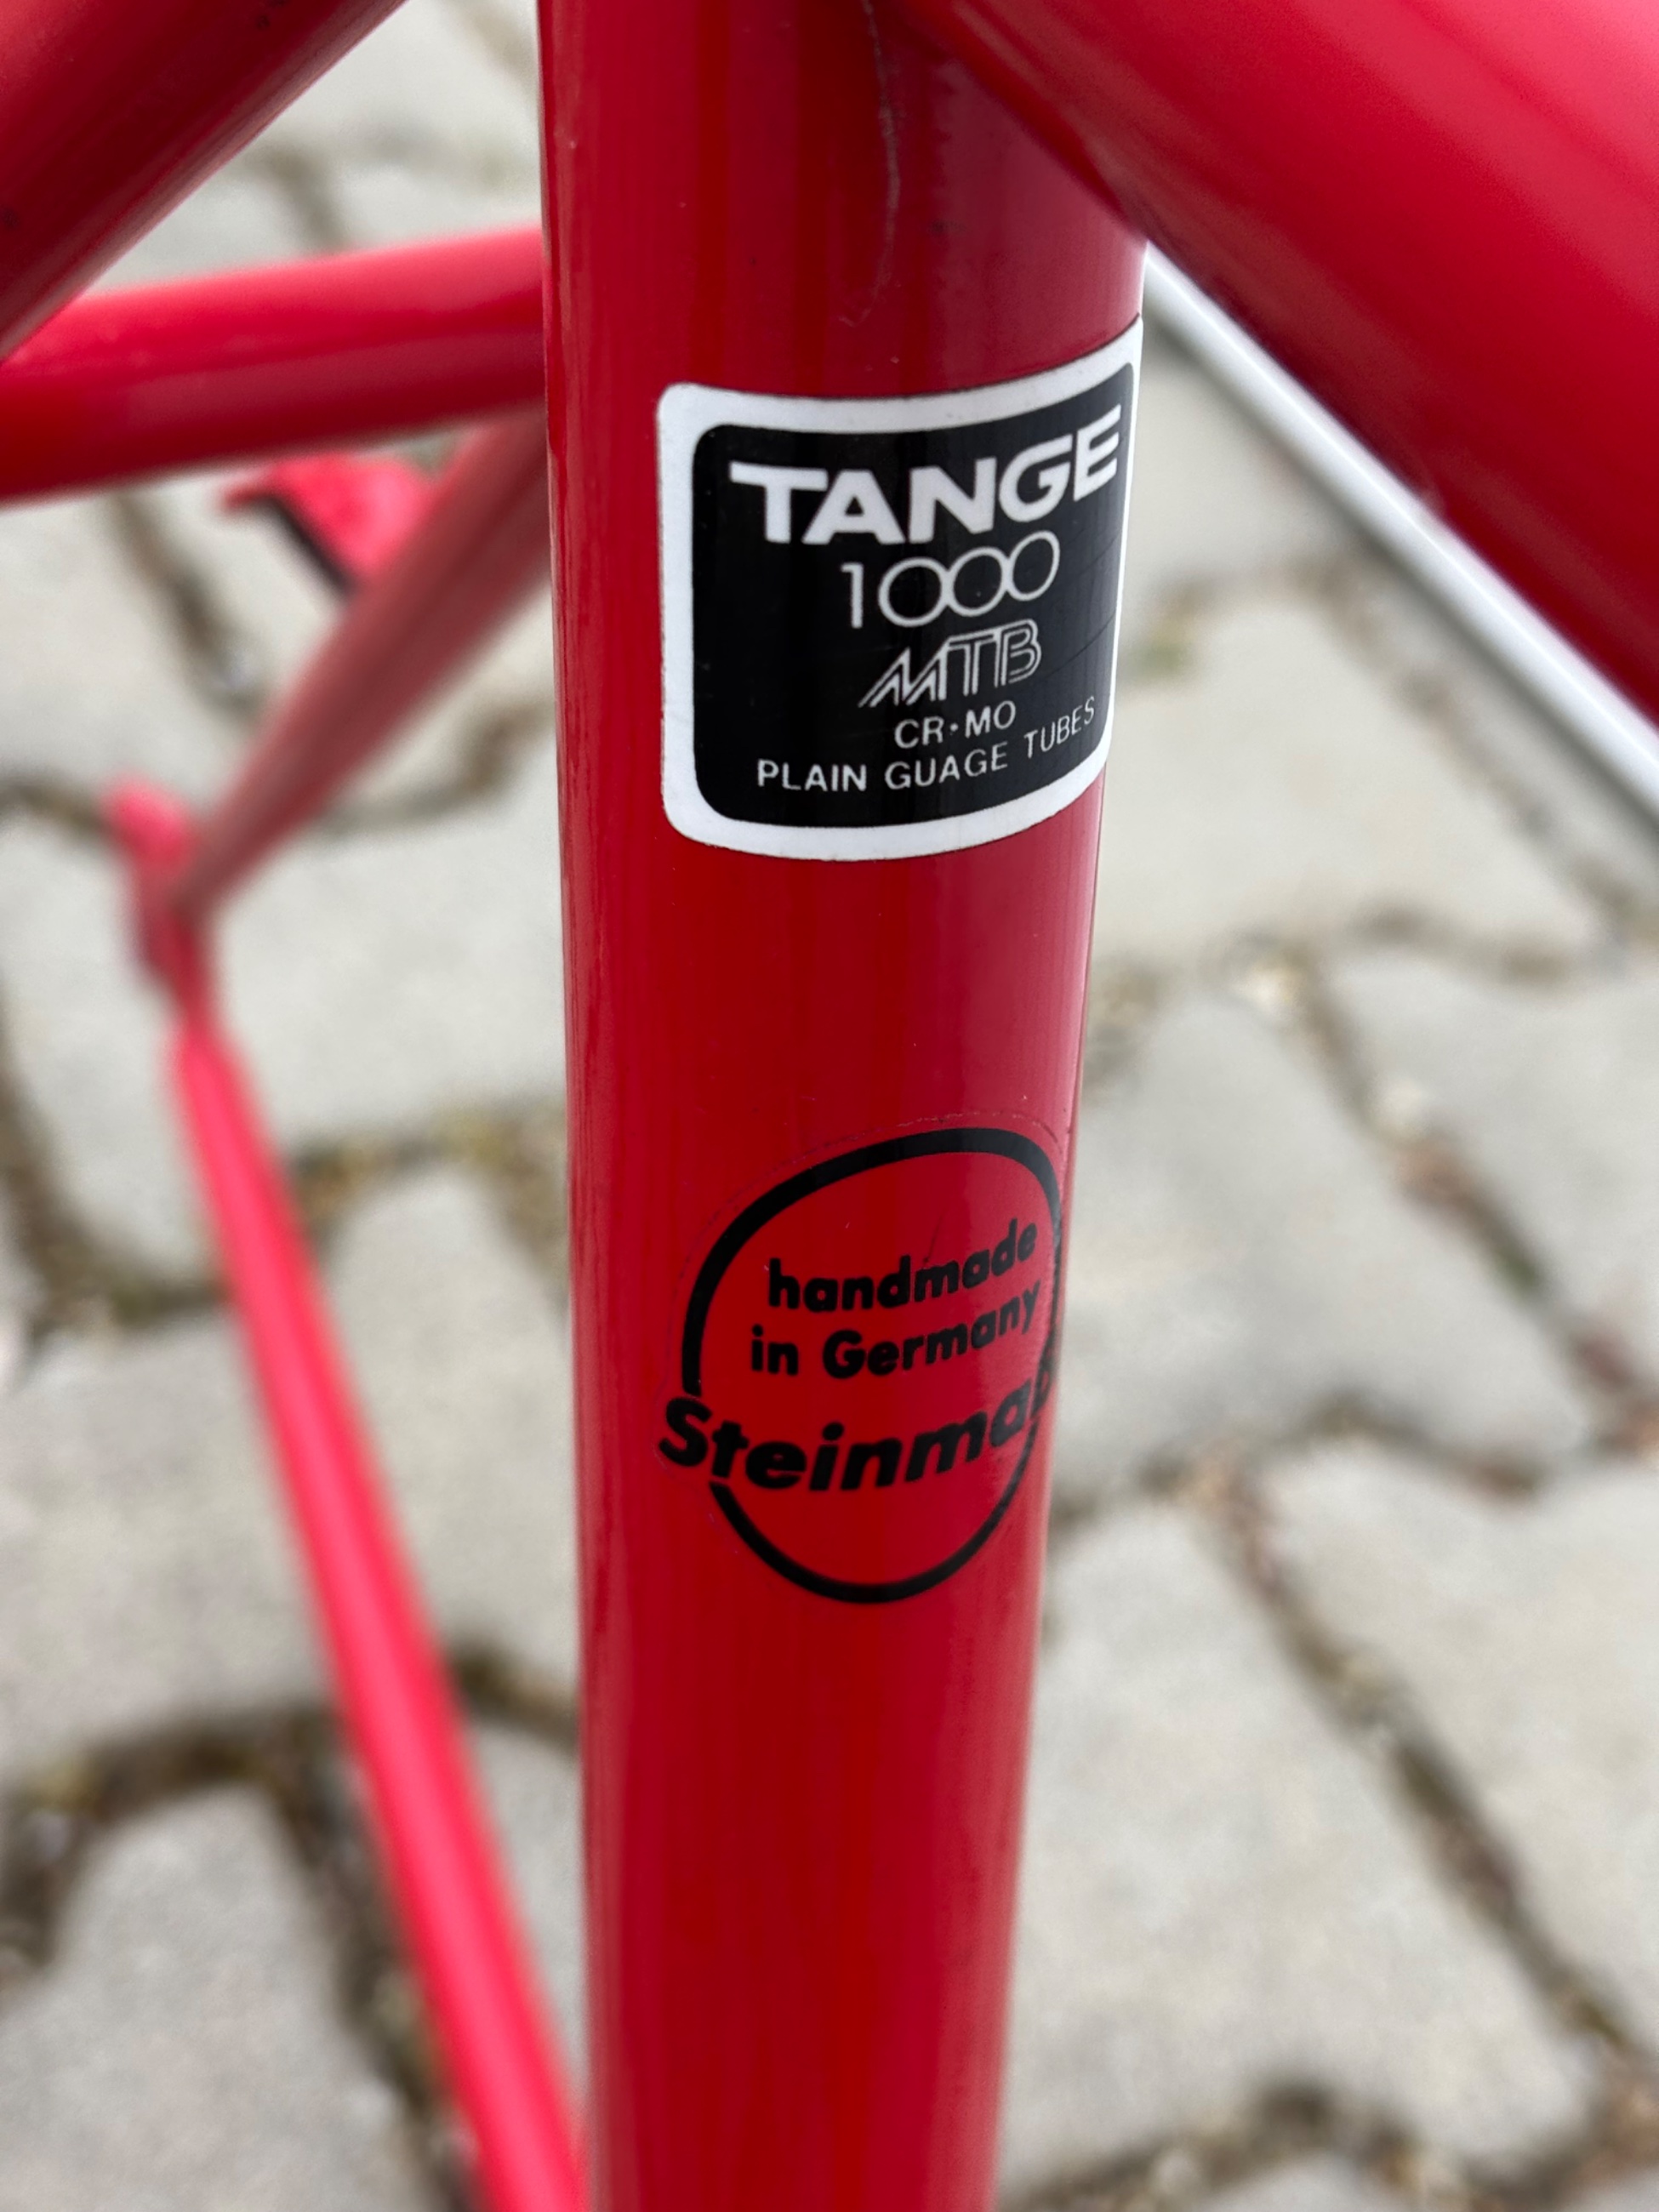 TANGE
1000
MTB
CR·MO
PLAIN GUAGE TUBES
handmade
in Germany